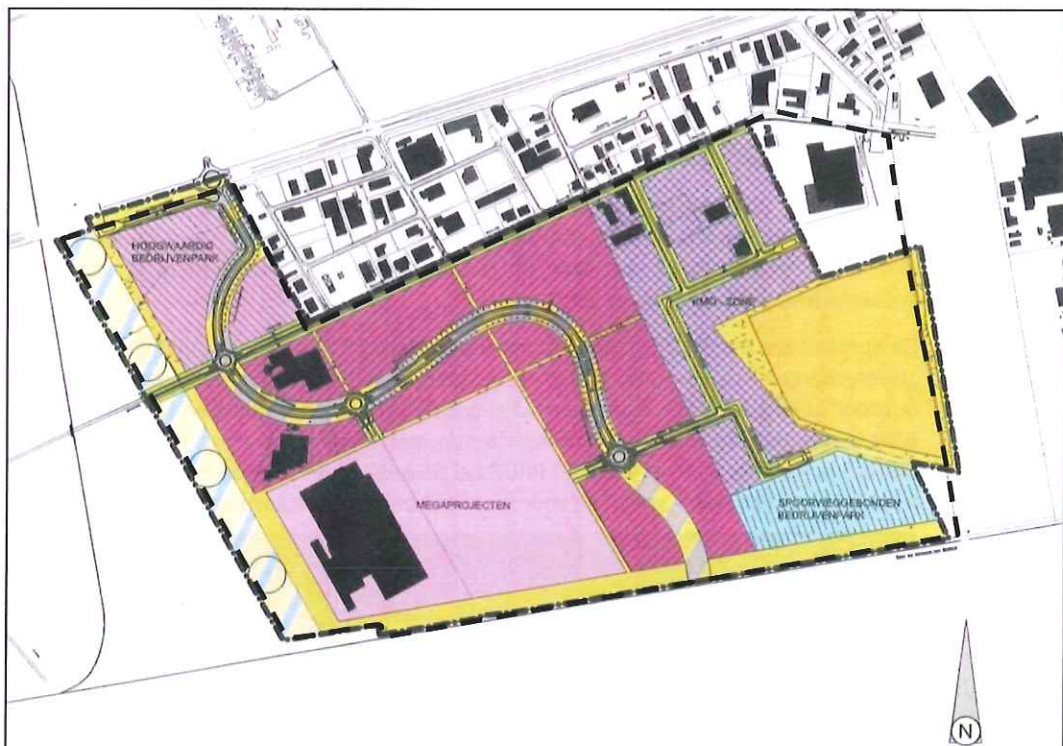 HOOGWAARDIG
BEDRIJVENPARK
KMO - ZONE
MEGAPROJECTEN
SPOORWEGGEBONDEN
BEDRIJVENPARK
N